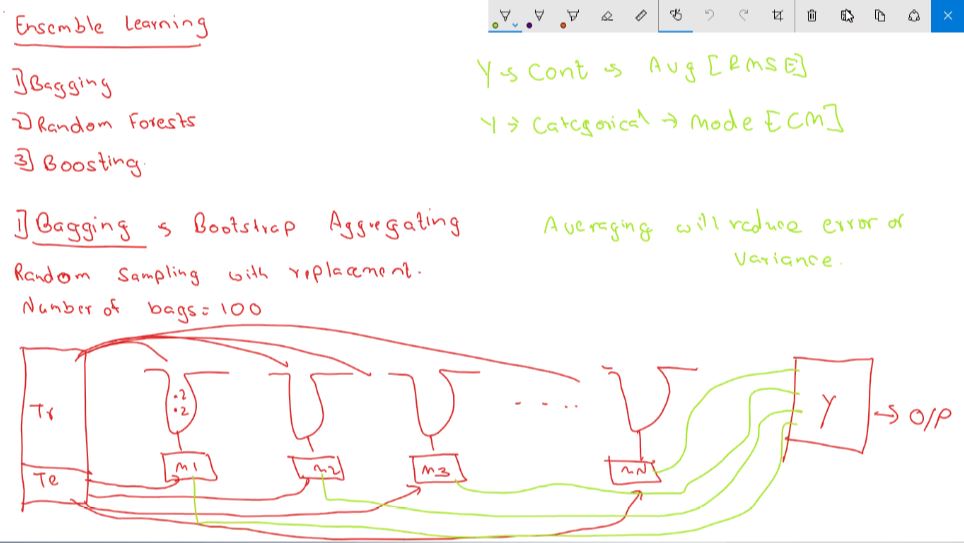 Ensemble Learning
1] Bagging
2] Random Forests
3] Boosting.
Y → Cont → Avg [RMSE]
Y → Categorical → Mode [CM]
1] Bagging → Bootstrap Aggregating
Random Sampling with replacement.
Number of bags = 100
Averaging will reduce error or
Variance.
Tr
.2
.2
- - . . .
Y
→ O/P
Te
M1
M2
M3
MN